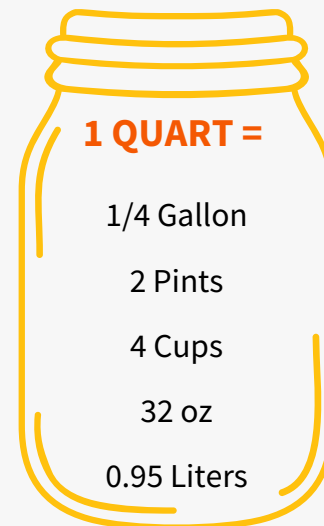 1 QUART =
1/4 Gallon
2 Pints
4 Cups
32 oz
0.95 Liters